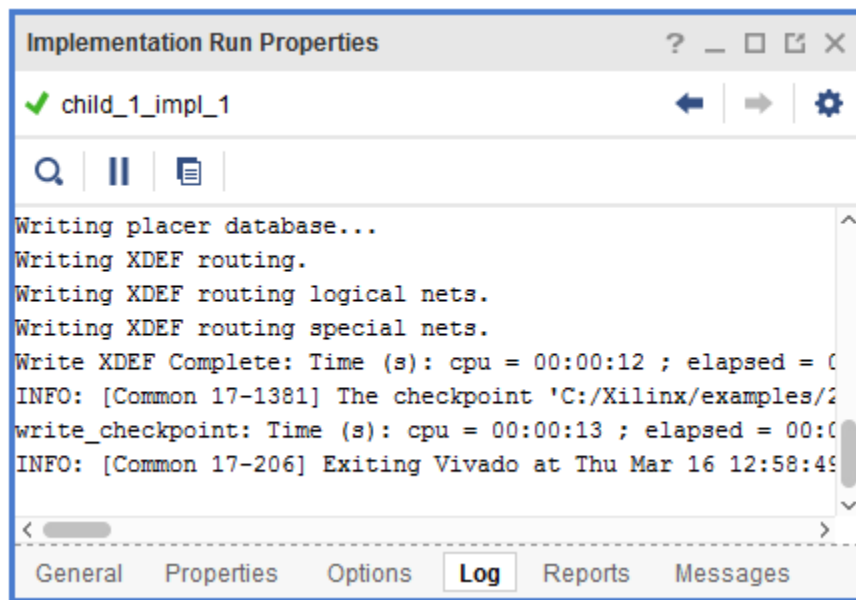 Implementation Run Properties
child_1_impl_1
Writing placer database...
Writing XDEF routing.
Writing XDEF routing logical nets.
Writing XDEF routing special nets.
Write XDEF Complete: Time (s): cpu = 00:00:12 ; elapsed =
INFO: [Common 17-1381] The checkpoint 'C:/Xilinx/examples/2
write_checkpoint: Time (s): cpu = 00:00:13 ; elapsed = 00:0
INFO: [Common 17-206] Exiting Vivado at Thu Mar 16 12:58:49
General Properties Options Log Reports Messages